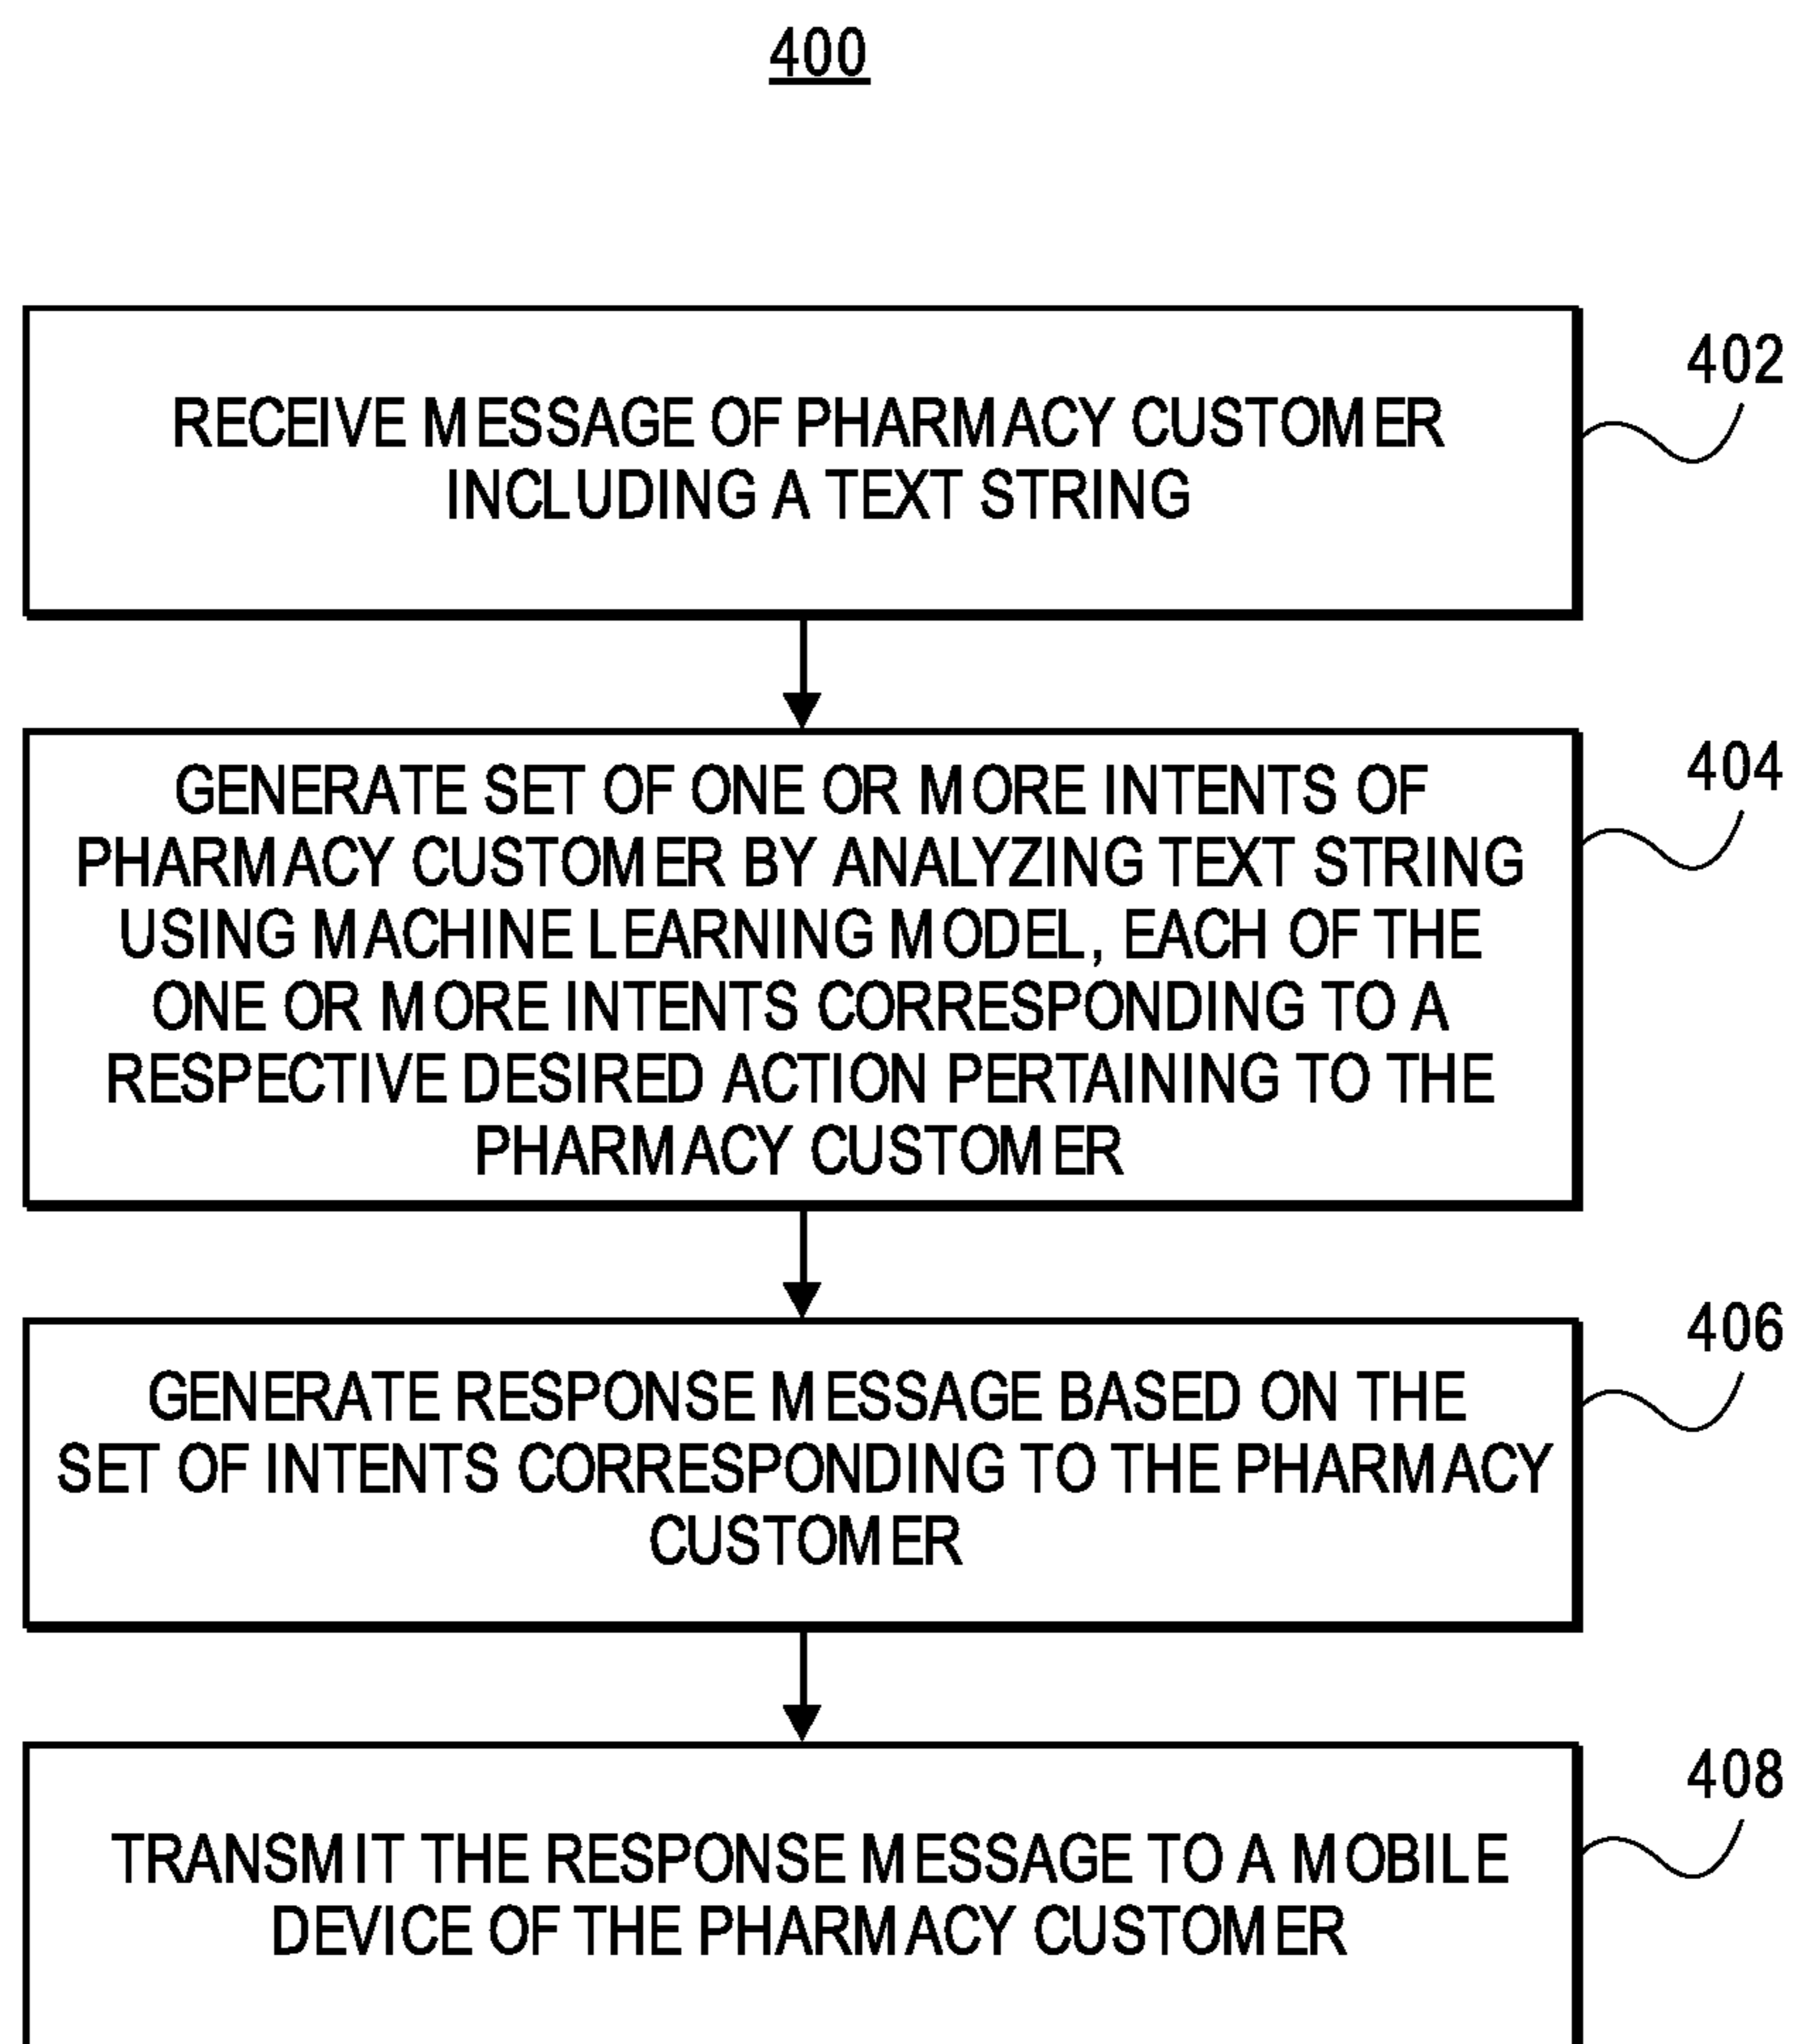 400
402
RECEIVE MESSAGE OF PHARMACY CUSTOMER
INCLUDING A TEXT STRING
404
GENERATE SET OF ONE OR MORE INTENTS OF
PHARMACY CUSTOMER BY ANALYZING TEXT STRING
USING MACHINE LEARNING MODEL, EACH OF THE
ONE OR MORE INTENTS CORRESPONDING TO A
RESPECTIVE DESIRED ACTION PERTAINING TO THE
PHARMACY CUSTOMER
406
GENERATE RESPONSE MESSAGE BASED ON THE
SET OF INTENTS CORRESPONDING TO THE PHARMACY
CUSTOMER
408
TRANSMIT THE RESPONSE MESSAGE TO A MOBILE
DEVICE OF THE PHARMACY CUSTOMER